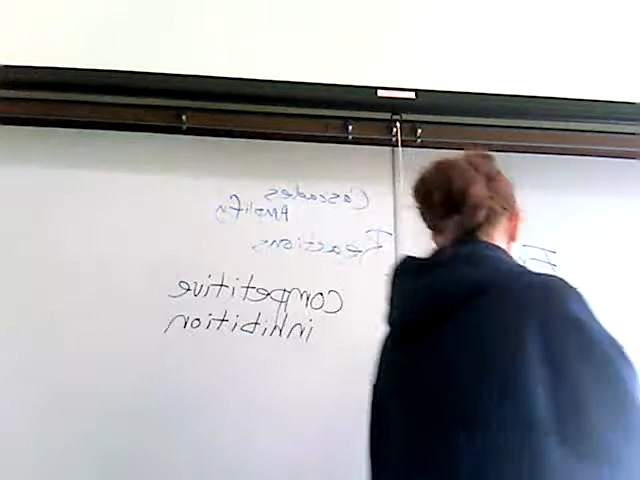 Cascades
Amplify
Reactions
competitive
inhibition